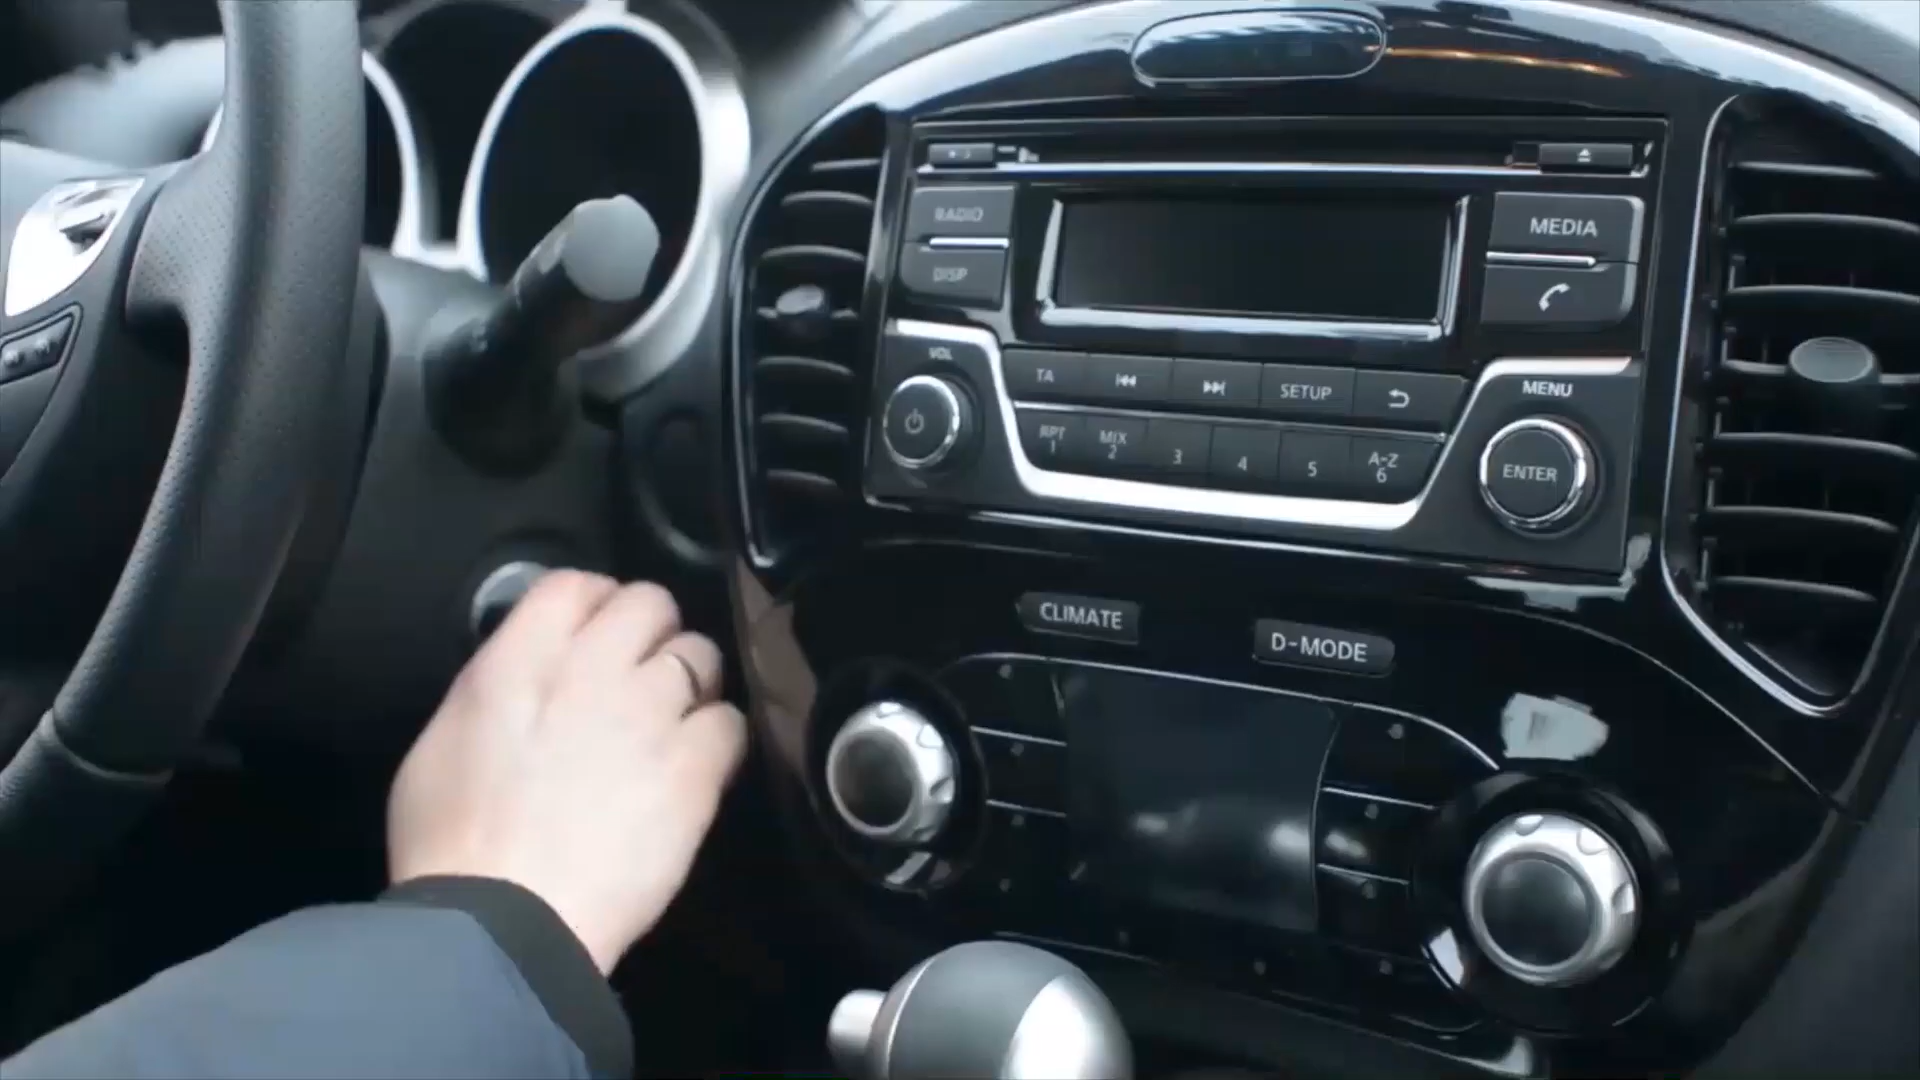 RADIO
MEDIA
DISP
VOL
TA
SETUP
MENU
RPT
1
MIX
2
3
4
5
A-Z
6
ENTER
CLIMATE
D-MODE